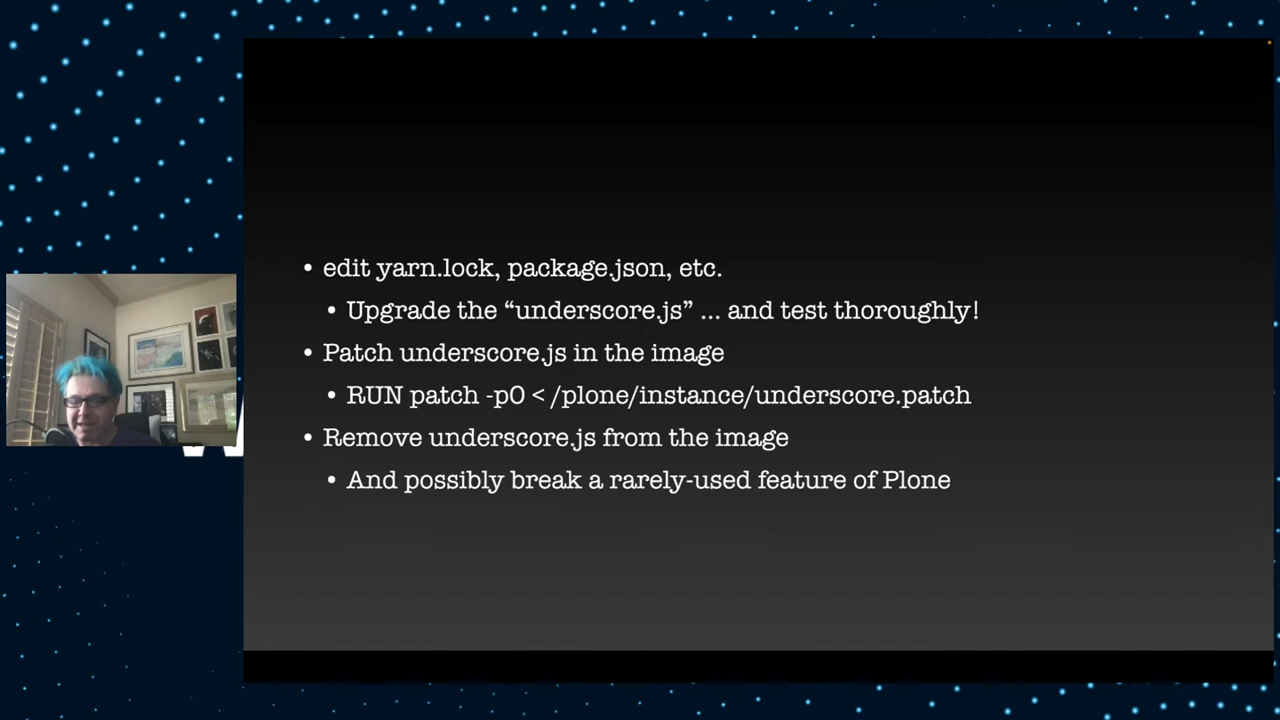 • edit yarn.lock, package.json, etc.
• Upgrade the “underscore.js” ... and test thoroughly!
• Patch underscore.js in the image
• RUN patch -p0 < /plone/instance/underscore.patch
• Remove underscore.js from the image
• And possibly break a rarely-used feature of Plone